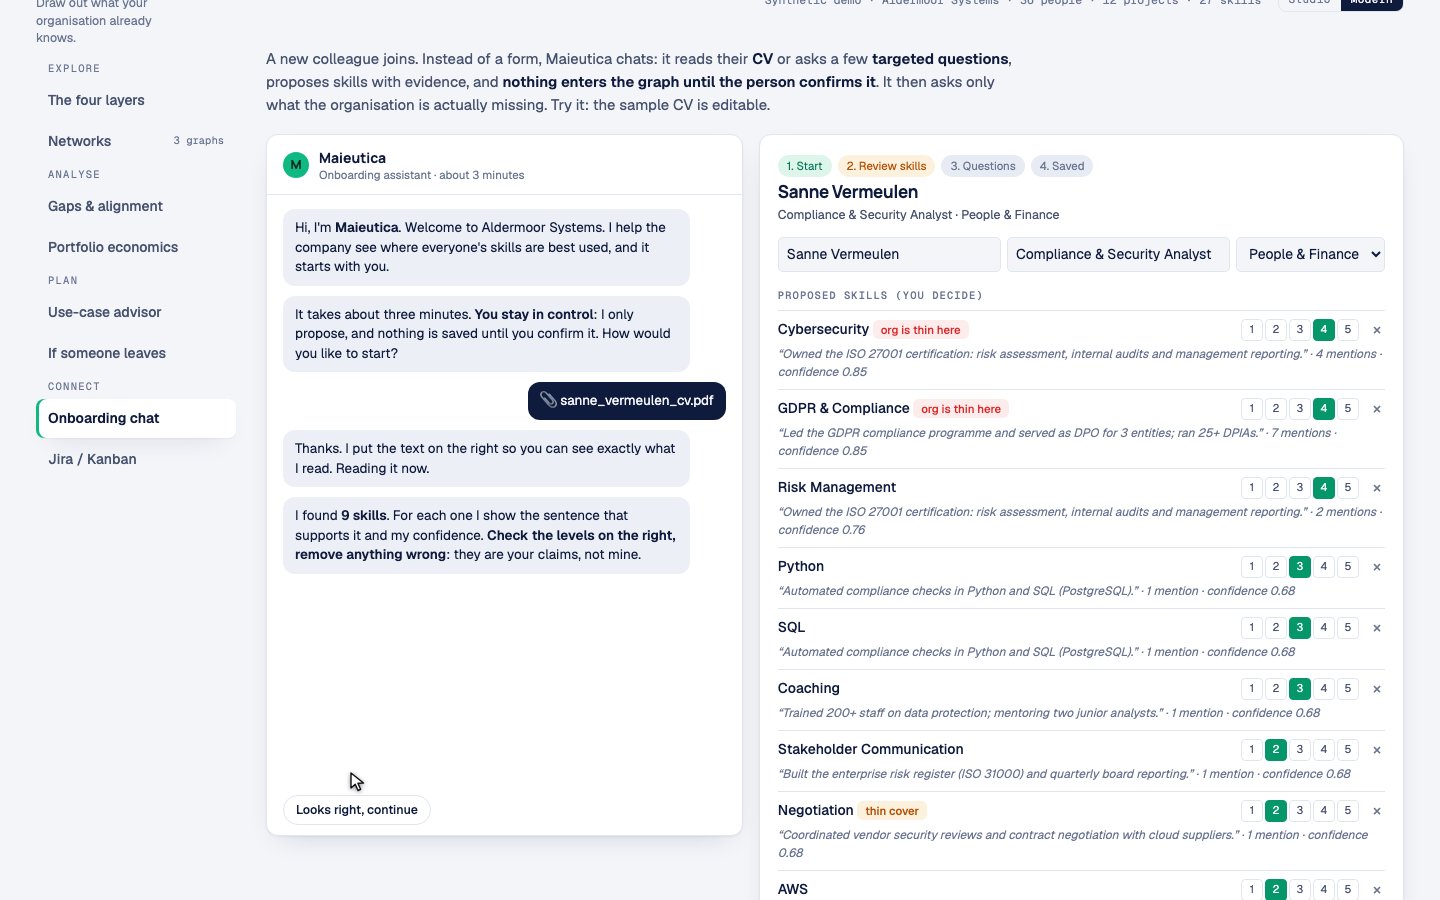 Draw out what your
organisation already
knows.
EXPLORE
The four layers
Networks 3 graphs
ANALYSE
Gaps & alignment
Portfolio economics
PLAN
Use-case advisor
If someone leaves
CONNECT
Onboarding chat
Jira / Kanban
Synthetic demo · Aldermoor Systems · 36 people · 12 projects · 27 skills Studio Modern
A new colleague joins. Instead of a form, Maieutica chats: it reads their CV or asks a few targeted questions,
proposes skills with evidence, and nothing enters the graph until the person confirms it. It then asks only
what the organisation is actually missing. Try it: the sample CV is editable.
M
Maieutica
Onboarding assistant · about 3 minutes
Hi, I'm Maieutica. Welcome to Aldermoor Systems. I help the
company see where everyone's skills are best used, and it
starts with you.
It takes about three minutes. You stay in control: I only
propose, and nothing is saved until you confirm it. How would
you like to start?
sanne_vermeulen_cv.pdf
Thanks. I put the text on the right so you can see exactly what
I read. Reading it now.
I found 9 skills. For each one I show the sentence that
supports it and my confidence. Check the levels on the right,
remove anything wrong: they are your claims, not mine.
Looks right, continue
1. Start 2. Review skills 3. Questions 4. Saved
Sanne Vermeulen
Compliance & Security Analyst · People & Finance
Sanne Vermeulen Compliance & Security Analyst People & Finance
PROPOSED SKILLS (YOU DECIDE)
Cybersecurity org is thin here 1 2 3 4 5 ×
“Owned the ISO 27001 certification: risk assessment, internal audits and management reporting.” · 4 mentions ·
confidence 0.85
GDPR & Compliance org is thin here 1 2 3 4 5 ×
“Led the GDPR compliance programme and served as DPO for 3 entities; ran 25+ DPIAs.” · 7 mentions ·
confidence 0.85
Risk Management 1 2 3 4 5 ×
“Owned the ISO 27001 certification: risk assessment, internal audits and management reporting.” · 2 mentions ·
confidence 0.76
Python 1 2 3 4 5 ×
“Automated compliance checks in Python and SQL (PostgreSQL).” · 1 mention · confidence 0.68
SQL 1 2 3 4 5 ×
“Automated compliance checks in Python and SQL (PostgreSQL).” · 1 mention · confidence 0.68
Coaching 1 2 3 4 5 ×
“Trained 200+ staff on data protection; mentoring two junior analysts.” · 1 mention · confidence 0.68
Stakeholder Communication 1 2 3 4 5 ×
“Built the enterprise risk register (ISO 31000) and quarterly board reporting.” · 1 mention · confidence 0.68
Negotiation thin cover 1 2 3 4 5 ×
“Coordinated vendor security reviews and contract negotiation with cloud suppliers.” · 1 mention · confidence
0.68
AWS 1 2 3 4 5 ×